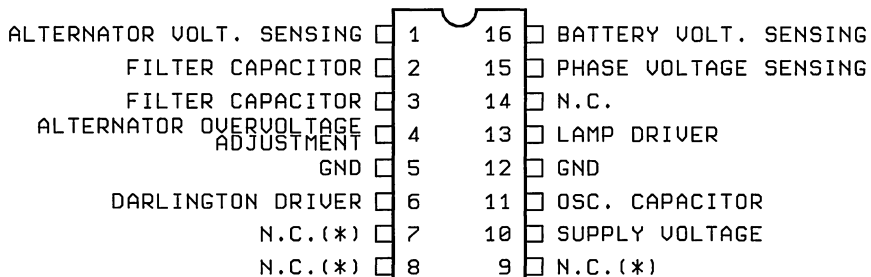 ALTERNATOR VOLT. SENSING 1 16 BATTERY VOLT. SENSING
FILTER CAPACITOR 2 15 PHASE VOLTAGE SENSING
FILTER CAPACITOR 3 14 N.C.
ALTERNATOR OVERVOLTAGE
ADJUSTMENT 4 13 LAMP DRIVER
GND 5 12 GND
DARLINGTON DRIVER 6 11 OSC. CAPACITOR
N.C.(*) 7 10 SUPPLY VOLTAGE
N.C.(*) 8 9 N.C.(*)